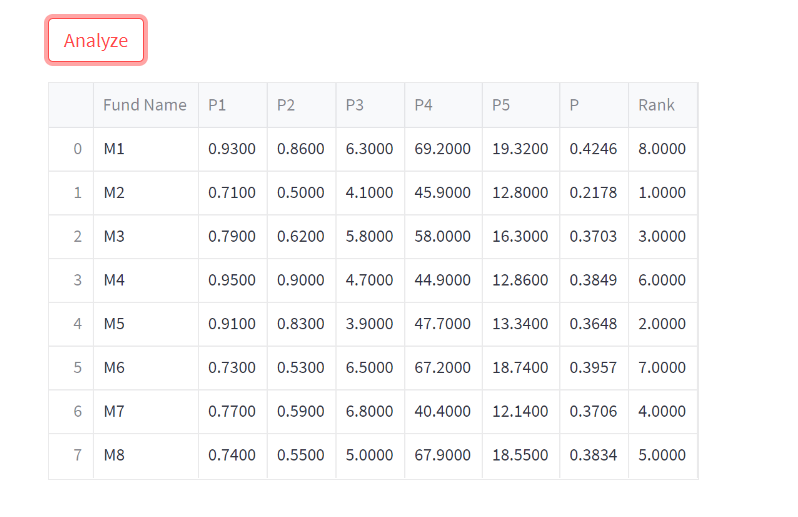 Analyze
Fund Name P1 P2 P3 P4 P5 P Rank
0 M1 0.9300 0.8600 6.3000 69.2000 19.3200 0.4246 8.0000
1 M2 0.7100 0.5000 4.1000 45.9000 12.8000 0.2178 1.0000
2 M3 0.7900 0.6200 5.8000 58.0000 16.3000 0.3703 3.0000
3 M4 0.9500 0.9000 4.7000 44.9000 12.8600 0.3849 6.0000
4 M5 0.9100 0.8300 3.9000 47.7000 13.3400 0.3648 2.0000
5 M6 0.7300 0.5300 6.5000 67.2000 18.7400 0.3957 7.0000
6 M7 0.7700 0.5900 6.8000 40.4000 12.1400 0.3706 4.0000
7 M8 0.7400 0.5500 5.0000 67.9000 18.5500 0.3834 5.0000